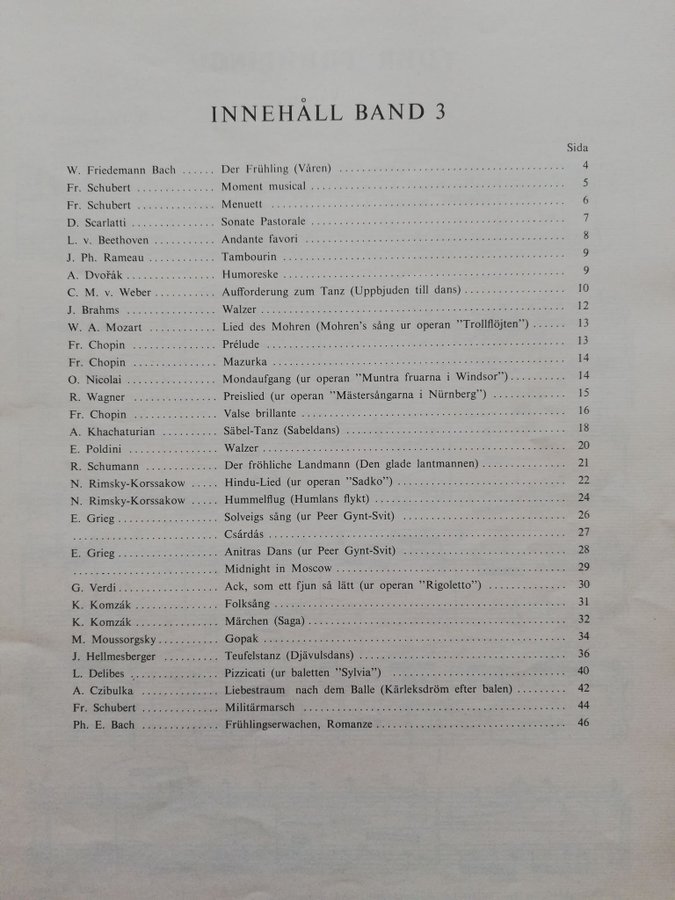 INNEHÅLL BAND 3
Sida
W. Friedemann Bach ...... Der Frühling (Våren) ........ 4
Fr. Schubert ............ Moment musical ........ 5
Fr. Schubert ............ Menuett ........ 6
D. Scarlatti ............ Sonate Pastorale ........ 7
L. v. Beethoven .......... Andante favori ........ 8
J. Ph. Rameau ............ Tambourin ........ 9
A. Dvořák ............ Humoreske ........ 9
C. M. v. Weber .......... Aufforderung zum Tanz (Uppbjuden till dans) ........ 10
J. Brahms ............ Walzer ........ 12
W. A. Mozart ............ Lied des Mohren (Mohren's sång ur operan "Trollflöjten") ...... 13
Fr. Chopin ............ Prélude ........ 13
Fr. Chopin ............ Mazurka ........ 14
O. Nicolai ............ Mondaufgang (ur operan "Muntra fruarna i Windsor") ........ 14
R. Wagner ............ Preislied (ur operan "Mästersångarna i Nürnberg") ........ 15
Fr. Chopin ............ Valse brillante ........ 16
A. Khachaturian .......... Säbel-Tanz (Sabeldans) ........ 18
E. Poldini ............ Walzer ........ 20
R. Schumann ............ Der fröhliche Landmann (Den glade lantmannen) ........ 21
N. Rimsky-Korssakow ..... Hindu-Lied (ur operan "Sadko") ........ 22
N. Rimsky-Korssakow ..... Hummelflug (Humlans flykt) ........ 24
E. Grieg ............ Solveigs sång (ur Peer Gynt-Svit) ........ 26
............ Csárdás ........ 27
E. Grieg ............ Anitras Dans (ur Peer Gynt-Svit) ........ 28
............ Midnight in Moscow ........ 29
G. Verdi ............ Ack, som ett fjun så lätt (ur operan "Rigoletto") ........ 30
K. Komzák ............ Folksång ........ 31
K. Komzák ............ Märchen (Saga) ........ 32
M. Moussorgsky .......... Gopak ........ 34
J. Hellmesberger ......... Teufelstanz (Djävulsdans) ........ 36
L. Delibes ............ Pizzicati (ur baletten "Sylvia") ........ 40
A. Czibulka ............ Liebestraum nach dem Balle (Kärleksdröm efter balen) ........ 42
Fr. Schubert ............ Militärmarsch ........ 44
Ph. E. Bach ............ Frühlingserwachen, Romanze ........ 46